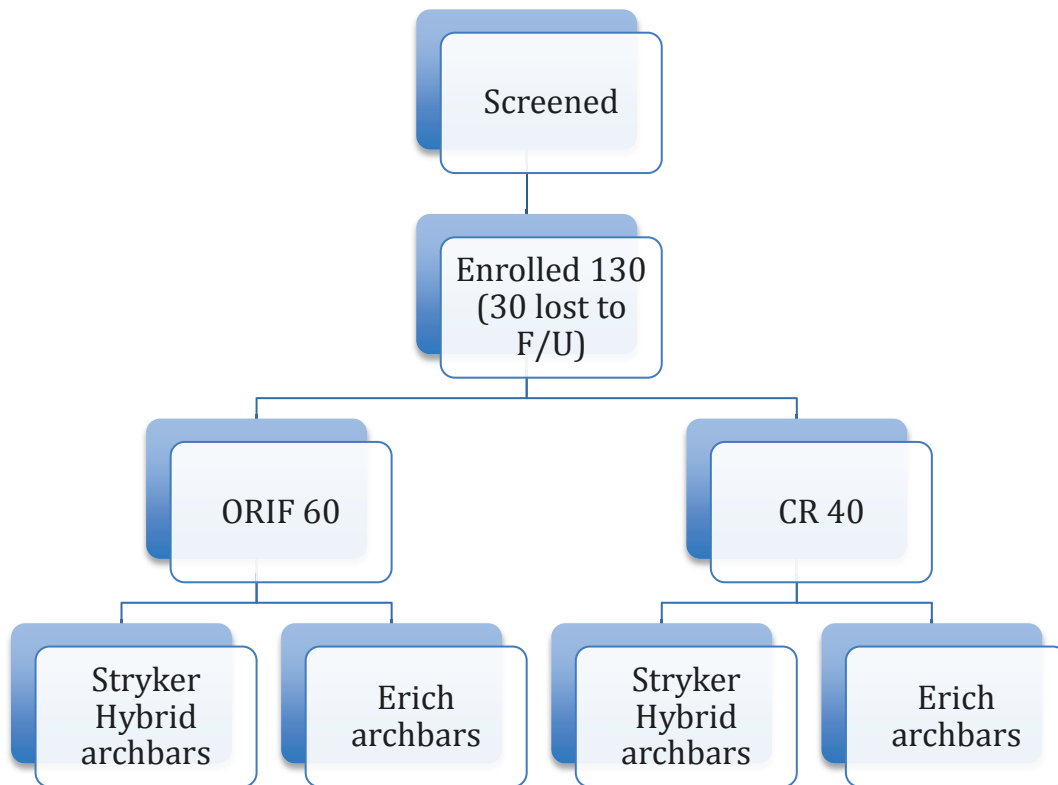 Screened
Enrolled 130
(30 lost to
F/U)
ORIF 60
CR 40
Stryker
Hybrid
archbars
Erich
archbars
Stryker
Hybrid
archbars
Erich
archbars